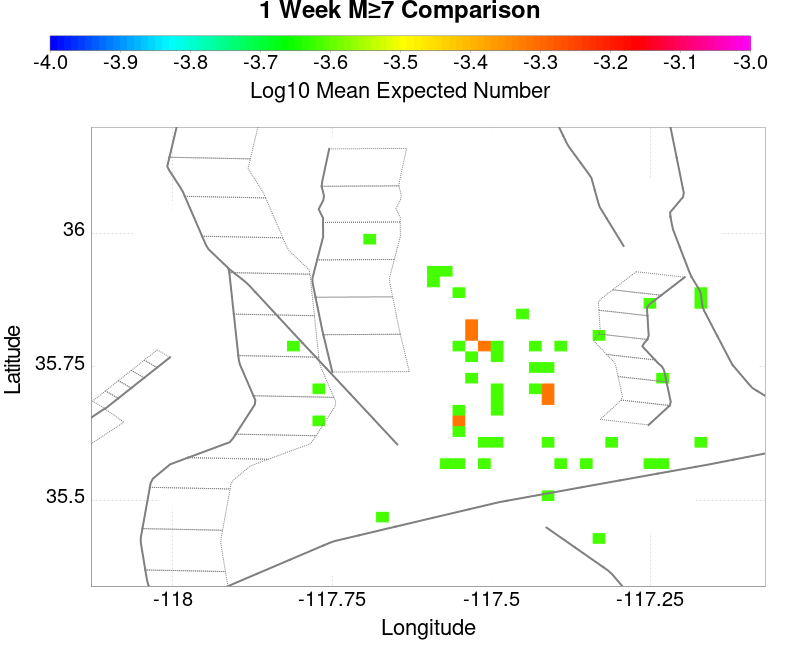 1 Week M≥7 Comparison
-4.0 -3.9 -3.8 -3.7 -3.6 -3.5 -3.4 -3.3 -3.2 -3.1 -3.0
Log10 Mean Expected Number
36
35.75
35.5
Latitude
-118 -117.75 -117.5 -117.25
Longitude